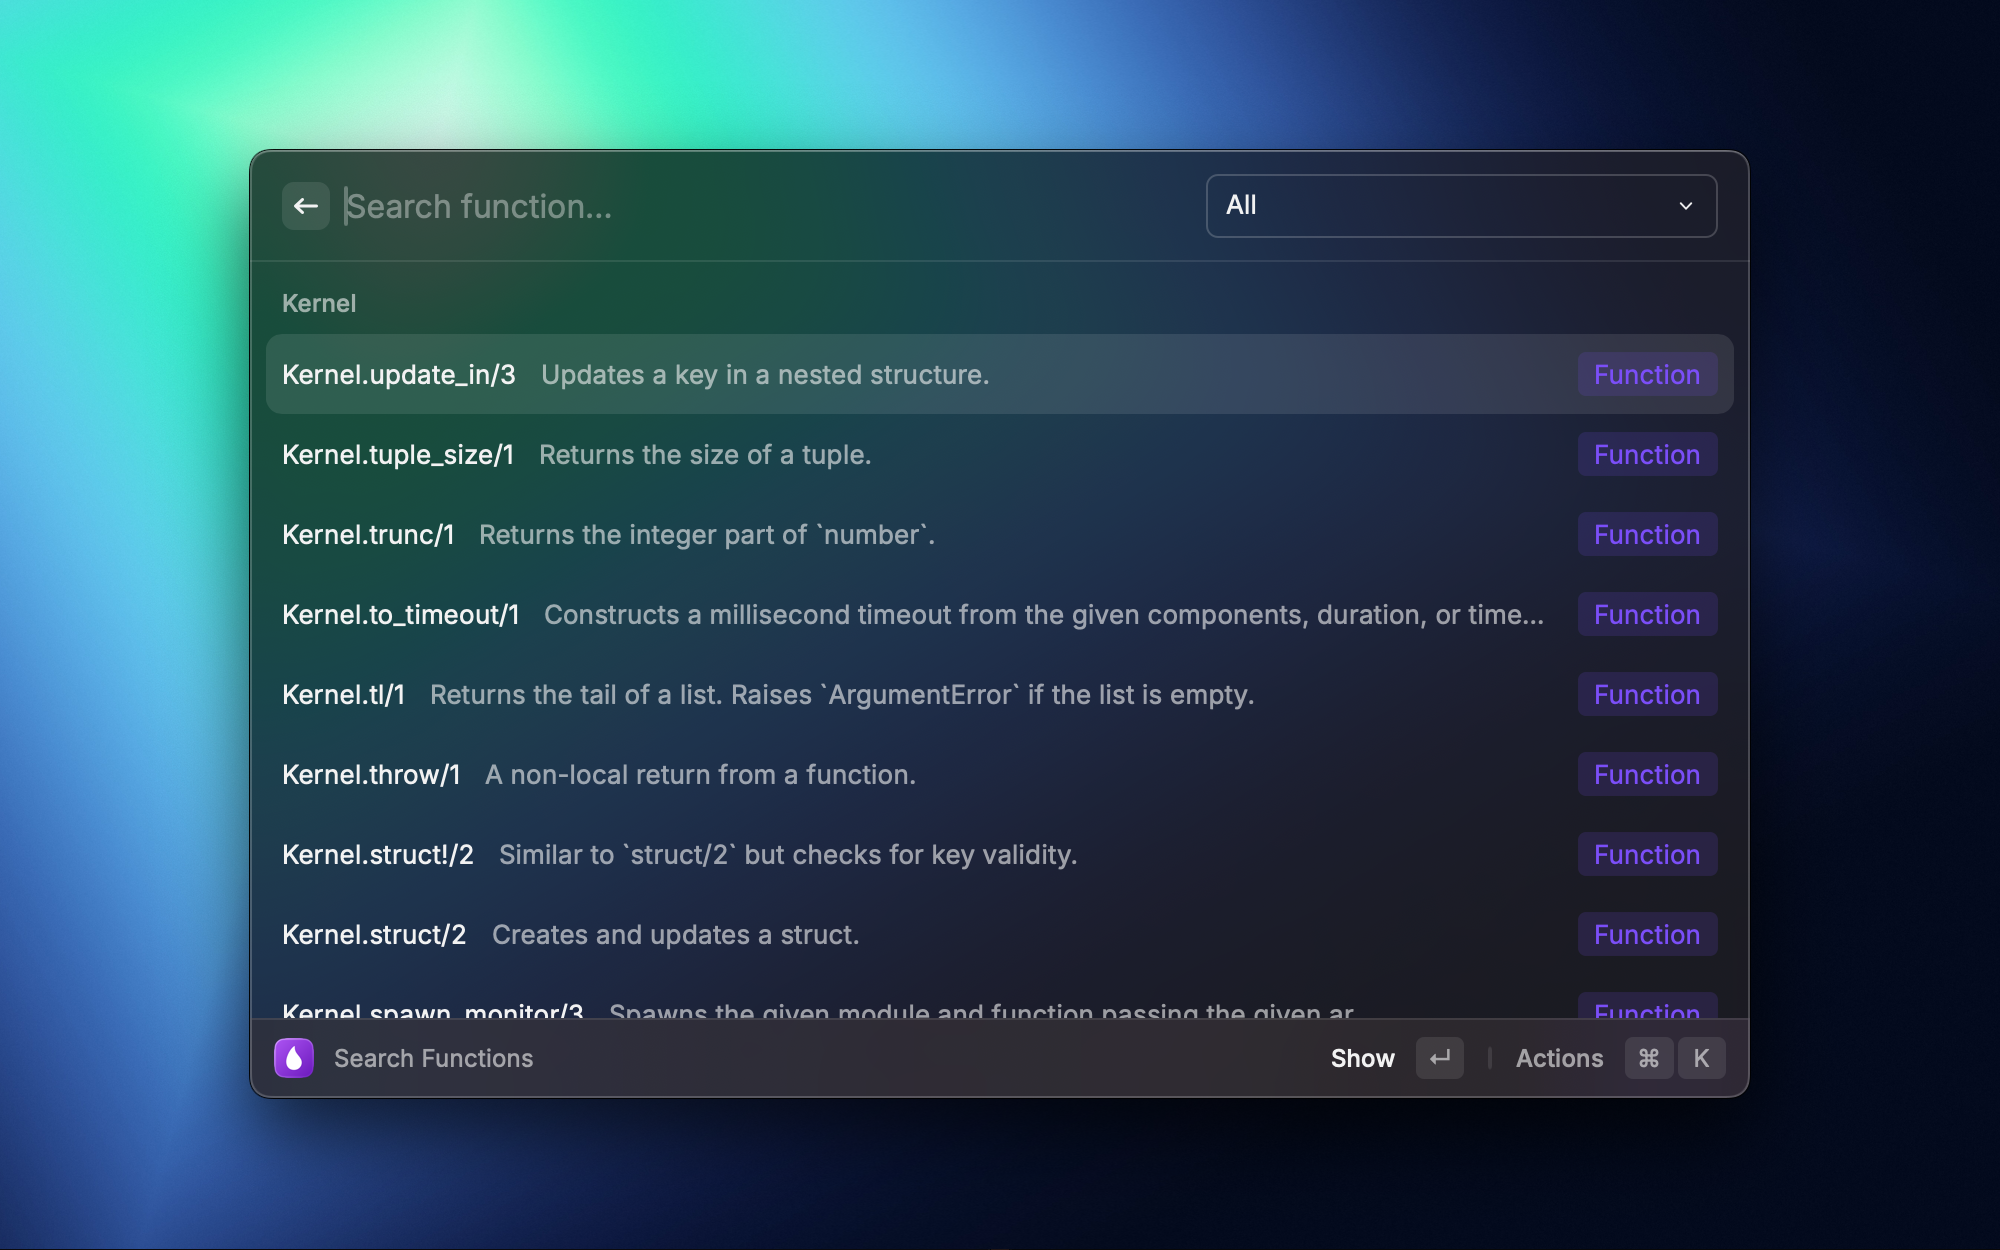 Search function...
All
Kernel
Kernel.update_in/3 Updates a key in a nested structure. Function
Kernel.tuple_size/1 Returns the size of a tuple. Function
Kernel.trunc/1 Returns the integer part of `number`. Function
Kernel.to_timeout/1 Constructs a millisecond timeout from the given components, duration, or time... Function
Kernel.tl/1 Returns the tail of a list. Raises `ArgumentError` if the list is empty. Function
Kernel.throw/1 A non-local return from a function. Function
Kernel.struct!/2 Similar to `struct/2` but checks for key validity. Function
Kernel.struct/2 Creates and updates a struct. Function
Kernel.spawn_monitor/3 Spawns the given module and function passing the given ar Function
Search Functions
Show ↵ Actions ⌘ K